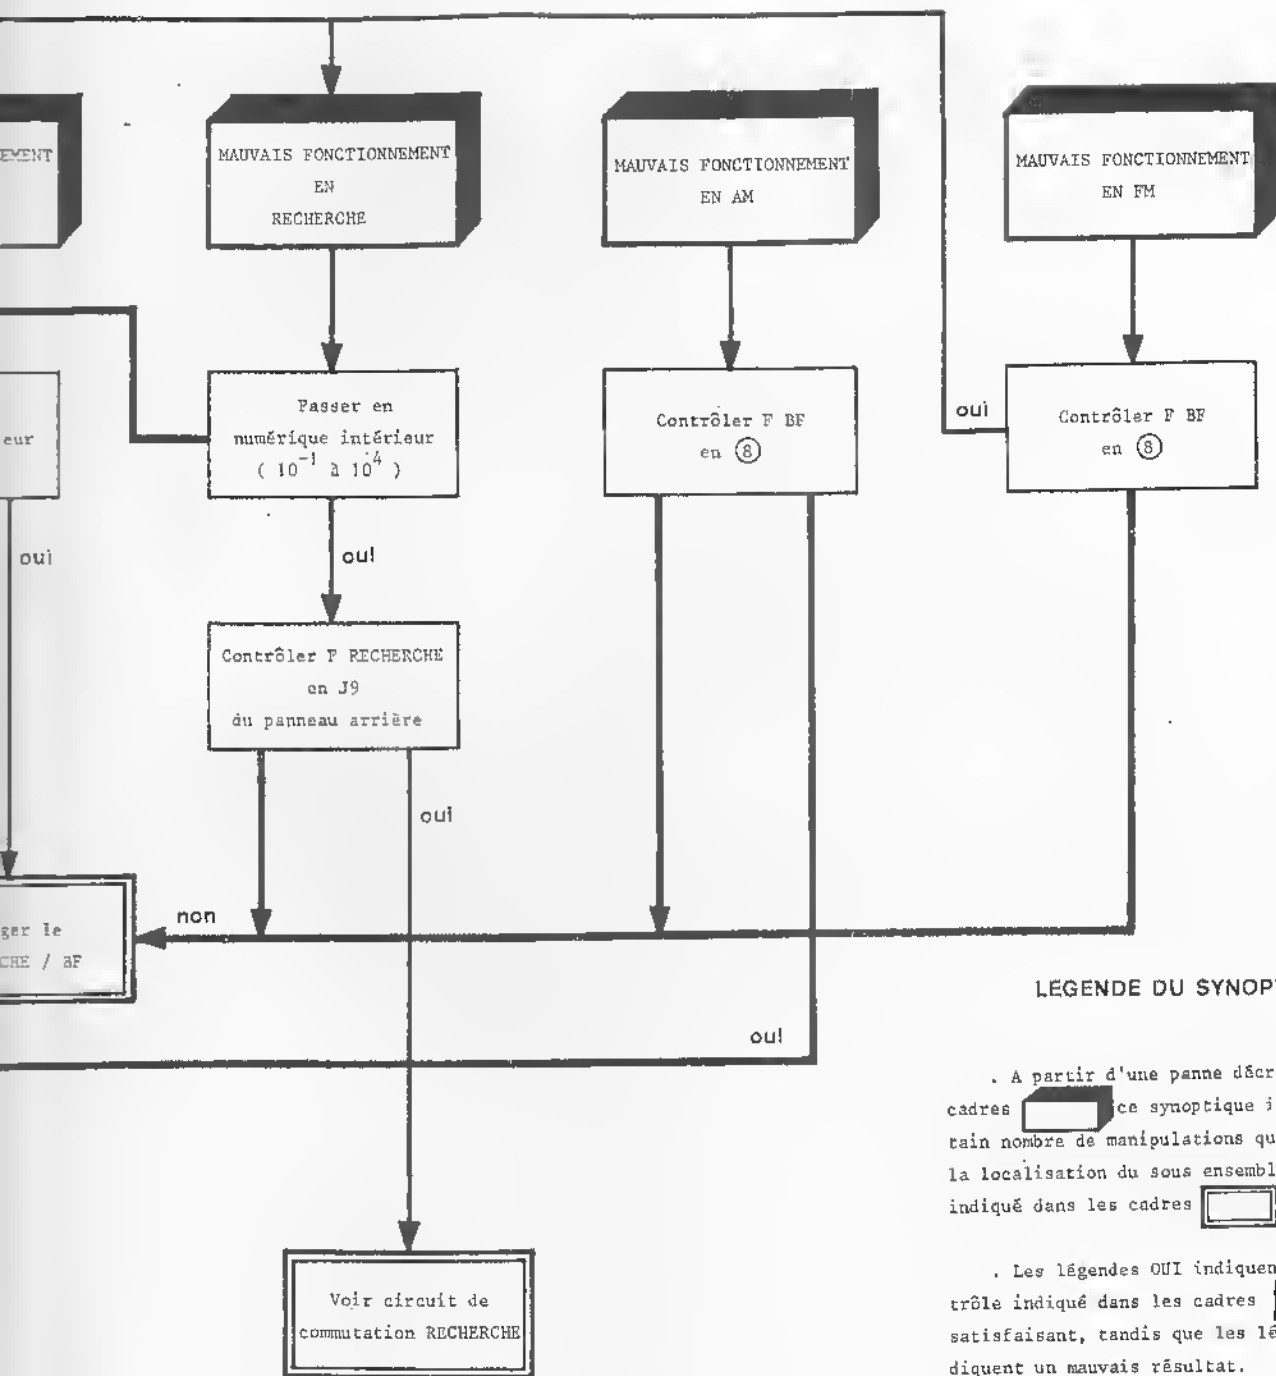 EMENT
MAUVAIS FONCTIONNEMENT
EN
RECHERCHE
MAUVAIS FONCTIONNEMENT
EN AM
MAUVAIS FONCTIONNEMENT
EN FM
eur
Passer en
numérique intérieur
( 10⁻¹ à 10⁴ )
Contrôler F BF
en ⑧
oui
Contrôler F BF
en ⑧
oui
oui
Contrôler F RECHERCHE
en J9
du panneau arrière
oui
ger le
CHE / BF
non
oui
Voir circuit de
commutation RECHERCHE
LEGENDE DU SYNOPT
. A partir d'une panne décr
cadres ce synoptique i
tain nombre de manipulations qu
la localisation du sous ensembl
indiqué dans les cadres
. Les légendes OUI indiquen
trôle indiqué dans les cadres
satisfaisant, tandis que les lé
diquent un mauvais résultat.